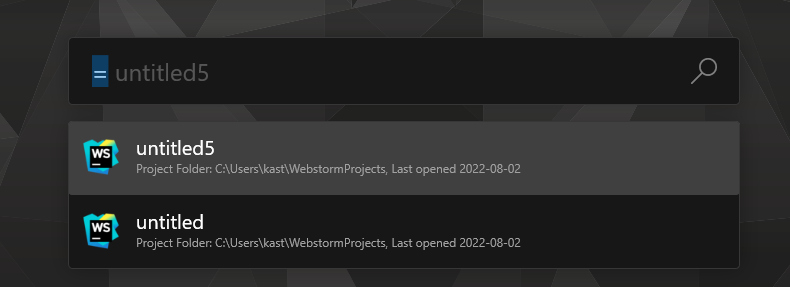 = untitled5
WS
untitled5
Project Folder: C:\Users\kast\WebstormProjects, Last opened 2022-08-02
WS
untitled
Project Folder: C:\Users\kast\WebstormProjects, Last opened 2022-08-02